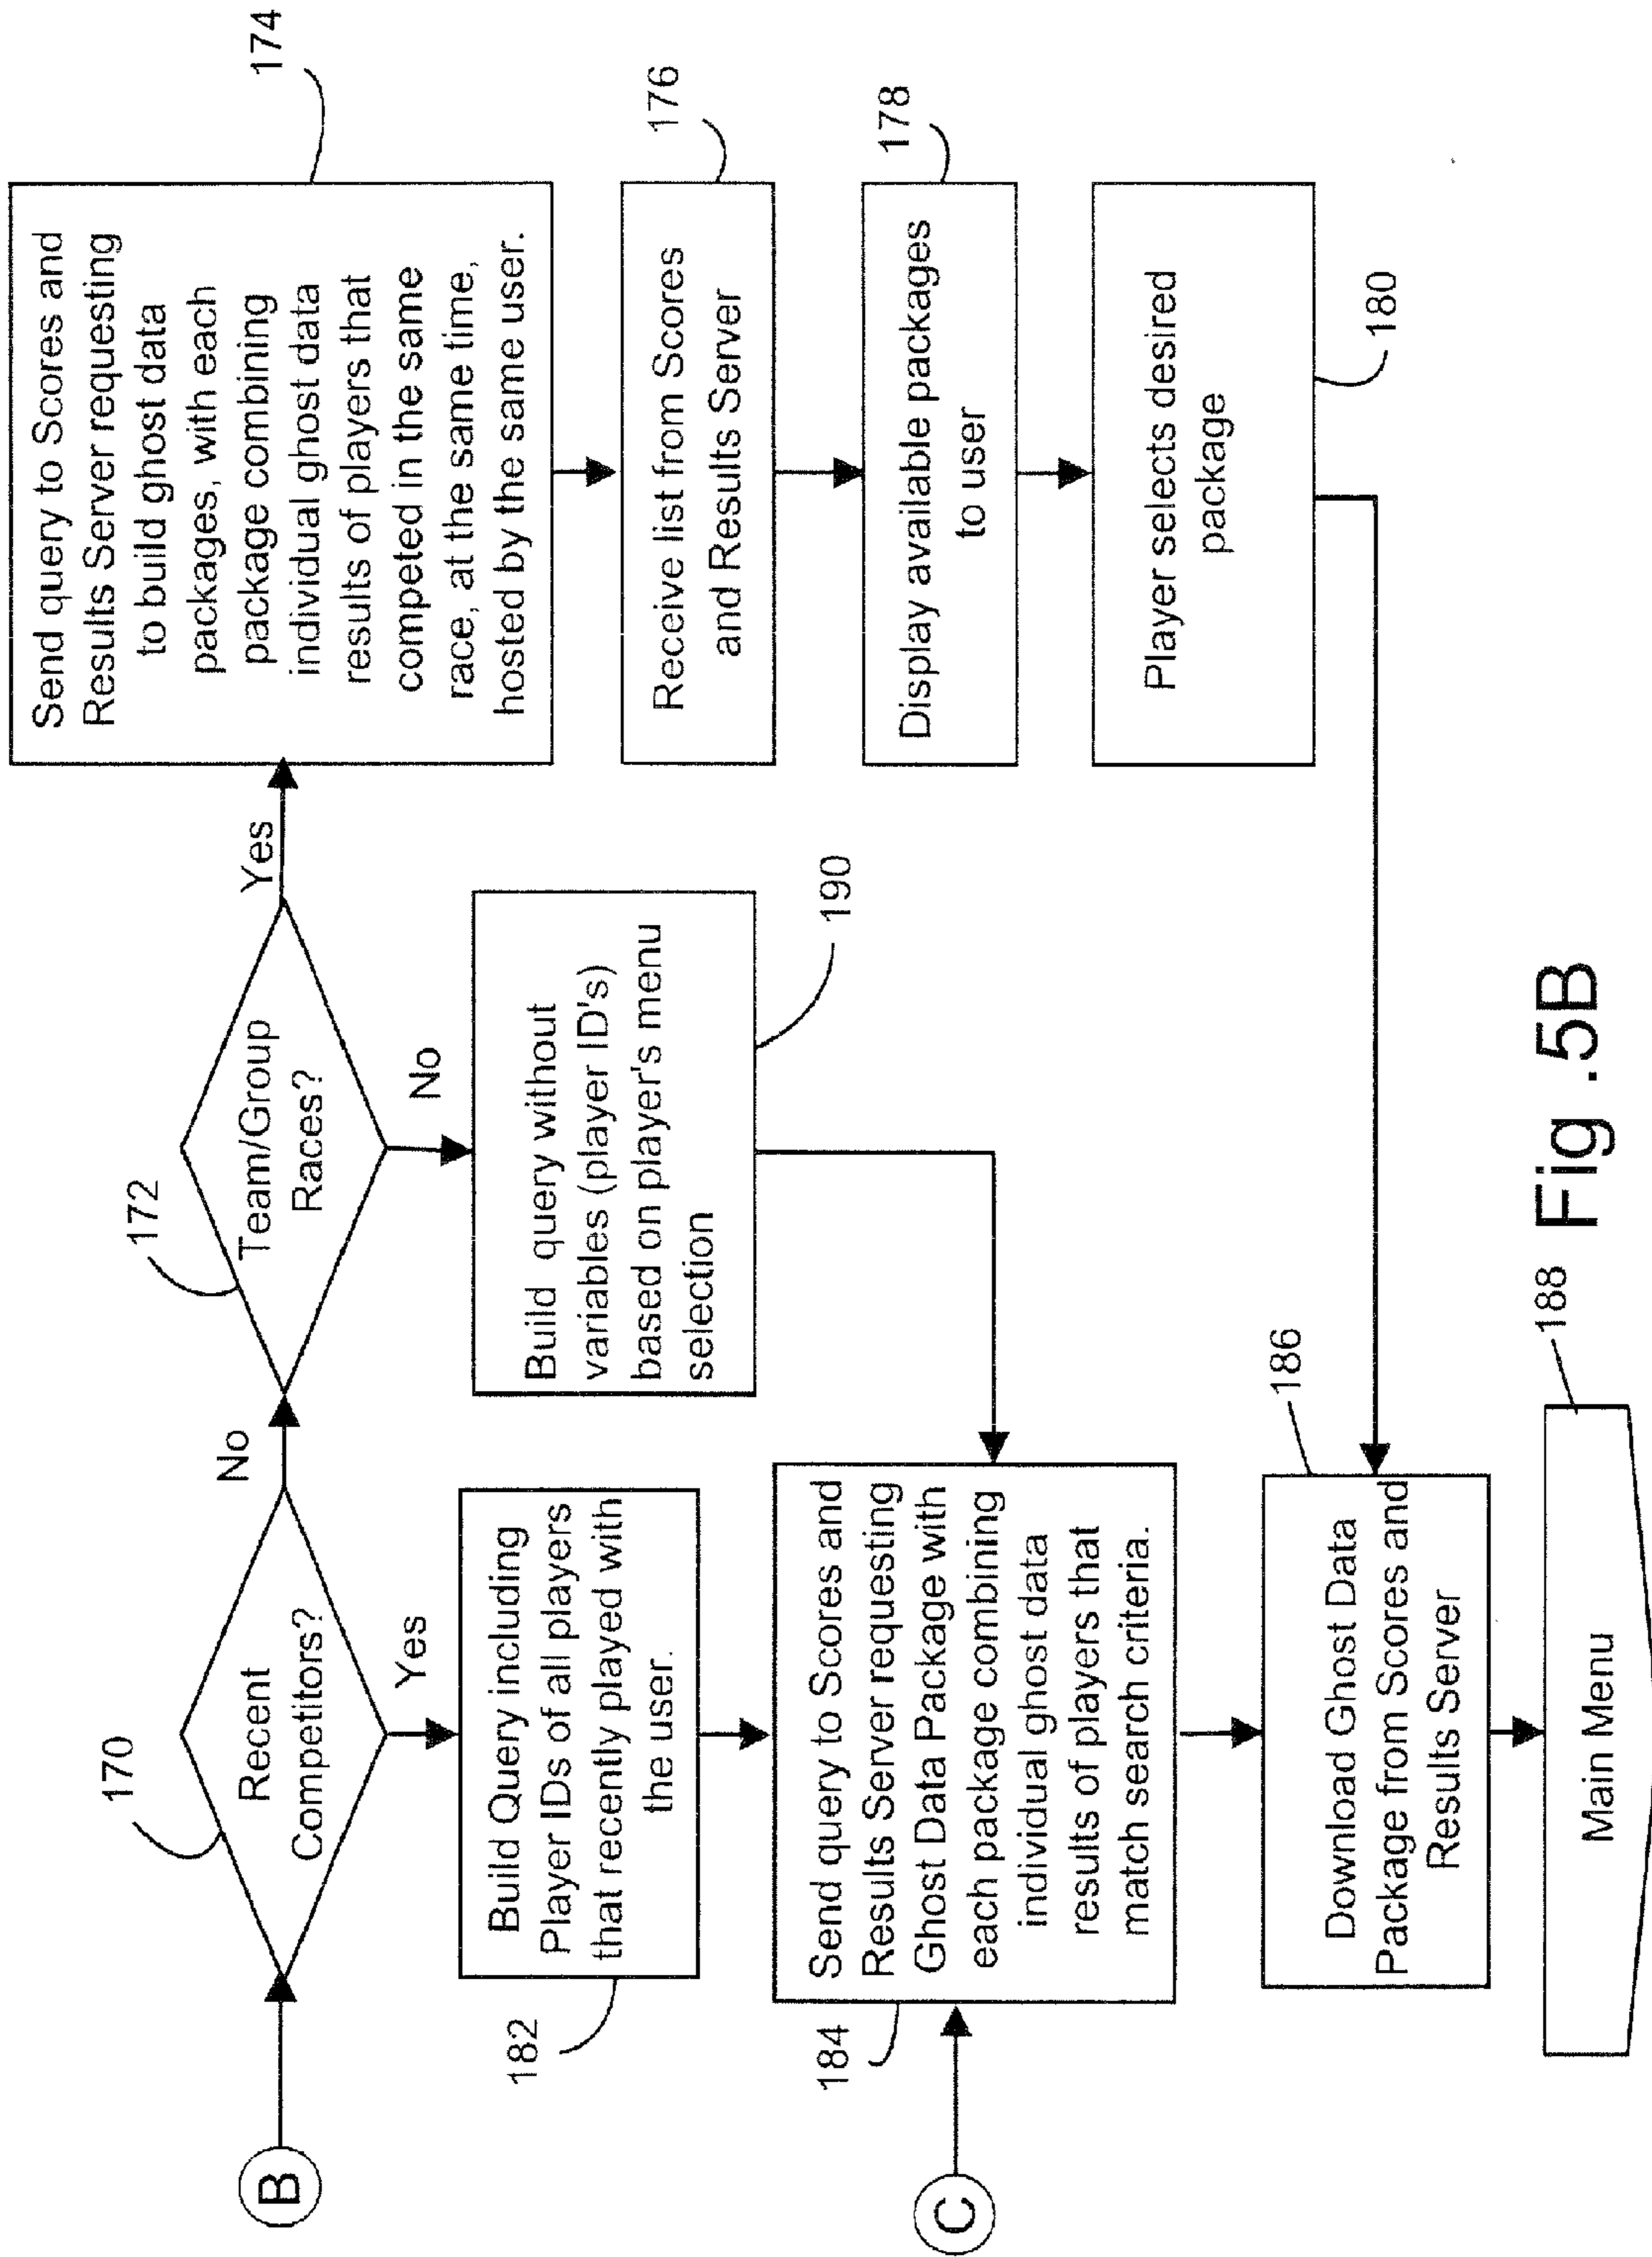 B
170
Recent
Competitors?
No
Yes
172
Team/Group
Races?
Yes
No
174
Send query to Scores and
Results Server requesting
to build ghost data
packages, with each
package combining
individual ghost data
results of players that
competed in the same
race, at the same time,
hosted by the same user.
182
Build Query including
Player IDs of all players
that recently played with
the user.
Build query without
variables (player ID's)
based on player's menu
selection
190
176
Receive list from Scores
and Results Server
C
184
Send query to Scores and
Results Server requesting
Ghost Data Package with
each package combining
individual ghost data
results of players that
match search criteria.
178
Display available packages
to user
Player selects desired
package
180
186
Download Ghost Data
Package from Scores and
Results Server
188
Main Menu
Fig .5B